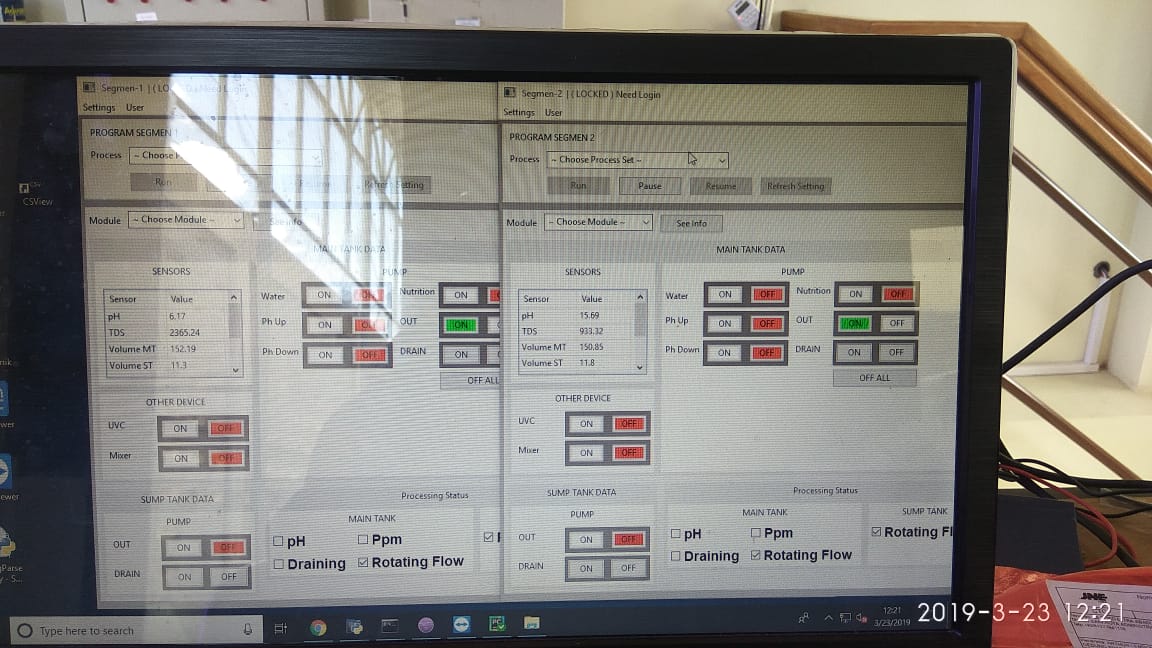 Segmen-1 | ( LOCKED ) Need Login
Settings User
PROGRAM SEGMEN 1
Process ~ Choose
Run Resume Refresh Setting
Module ~ Choose Module ~ See Info
MAIN TANK DATA
SENSORS
Sensor Value
pH 6.17
TDS 2365.24
Volume MT 152.19
Volume ST 11.3
PUMP
Water ON OFF Nutrition ON
Ph Up ON OFF OUT ON
Ph Down ON OFF DRAIN ON
OFF ALL
OTHER DEVICE
UVC ON OFF
Mixer ON OFF
SUMP TANK DATA
PUMP
OUT ON OFF
DRAIN ON OFF
Processing Status
MAIN TANK
pH Ppm
Draining Rotating Flow
Segmen-2 | ( LOCKED ) Need Login
Settings User
PROGRAM SEGMEN 2
Process ~ Choose Process Set ~
Run Pause Resume Refresh Setting
Module ~ Choose Module ~ See Info
MAIN TANK DATA
SENSORS
Sensor Value
pH 15.69
TDS 933.32
Volume MT 150.85
Volume ST 11.8
PUMP
Water ON OFF Nutrition ON OFF
Ph Up ON OFF OUT ON OFF
Ph Down ON OFF DRAIN ON OFF
OFF ALL
OTHER DEVICE
UVC ON OFF
Mixer ON OFF
SUMP TANK DATA
PUMP
OUT ON OFF
DRAIN ON OFF
Processing Status
MAIN TANK SUMP TANK
pH Ppm Rotating Fl
Draining Rotating Flow
CSView
Type here to search
12:21
3/23/2019
2019-3-23 12:21
JNE